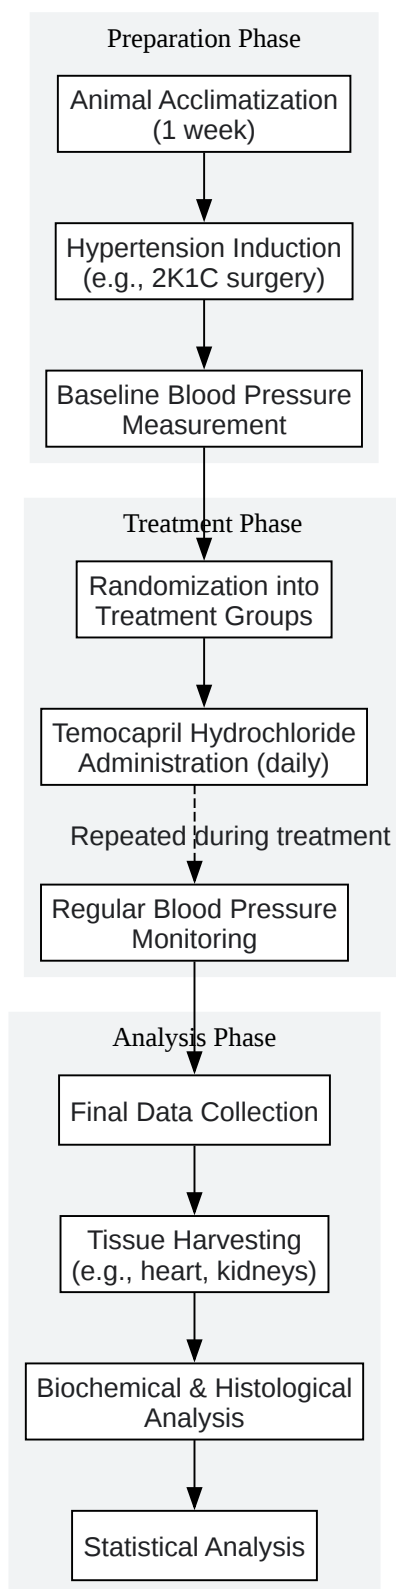 Preparation Phase
Animal Acclimatization
(1 week)
Hypertension Induction
(e.g., 2K1C surgery)
Baseline Blood Pressure
Measurement
Treatment Phase
Randomization into
Treatment Groups
Temocapril Hydrochloride
Administration (daily)
Repeated during treatment
Regular Blood Pressure
Monitoring
Analysis Phase
Final Data Collection
Tissue Harvesting
(e.g., heart, kidneys)
Biochemical & Histological
Analysis
Statistical Analysis